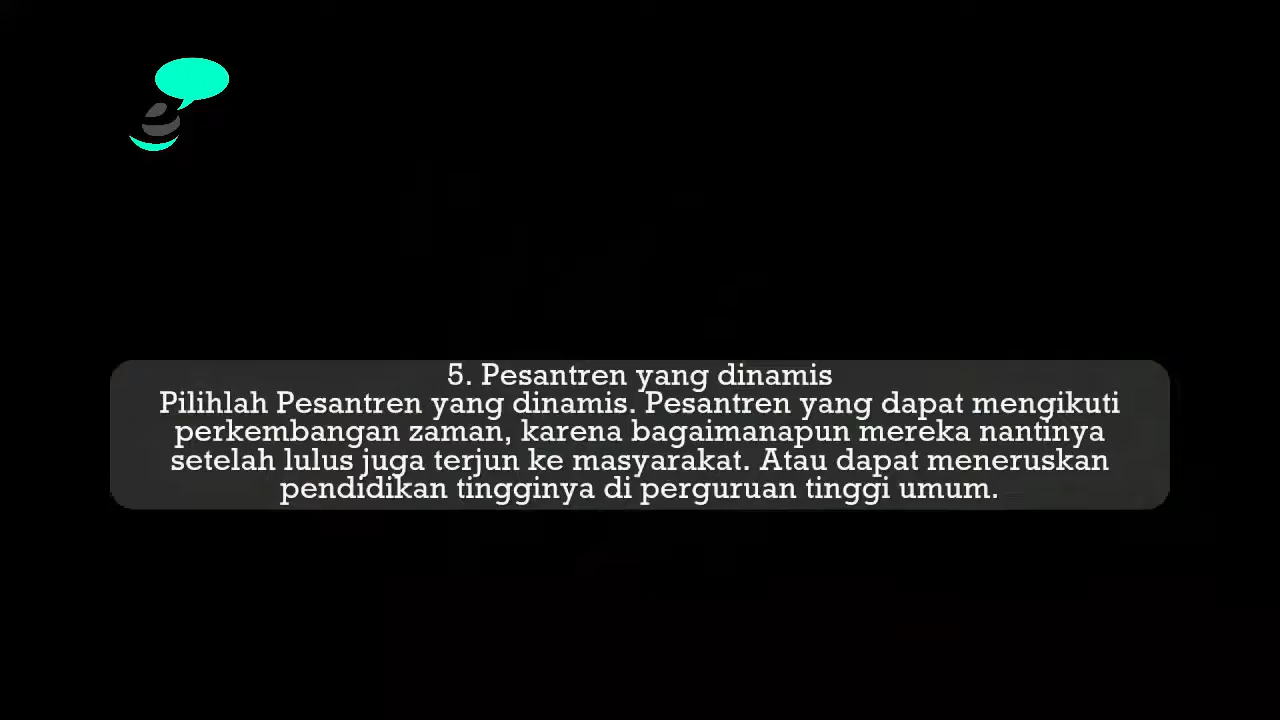 5. Pesantren yang dinamis
Pilihlah Pesantren yang dinamis. Pesantren yang dapat mengikuti
perkembangan zaman, karena bagaimanapun mereka nantinya
setelah lulus juga terjun ke masyarakat. Atau dapat meneruskan
pendidikan tingginya di perguruan tinggi umum.